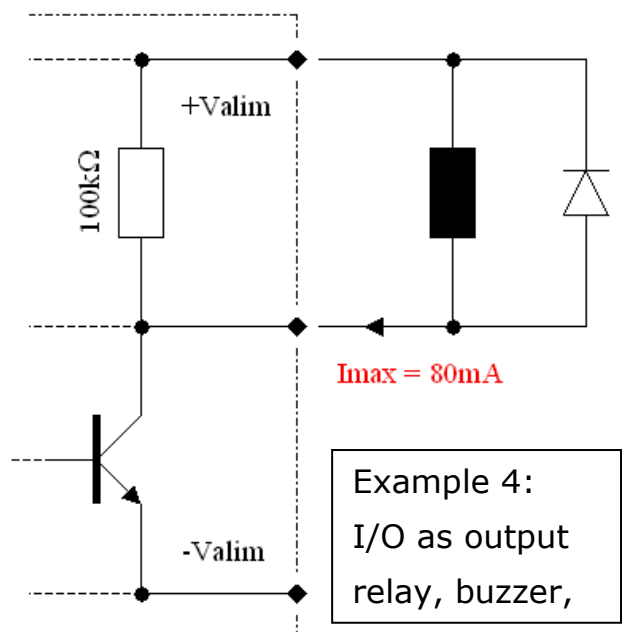 +Valim
100kΩ
Imax = 80mA
-Valim
Example 4:
I/O as output
relay, buzzer,